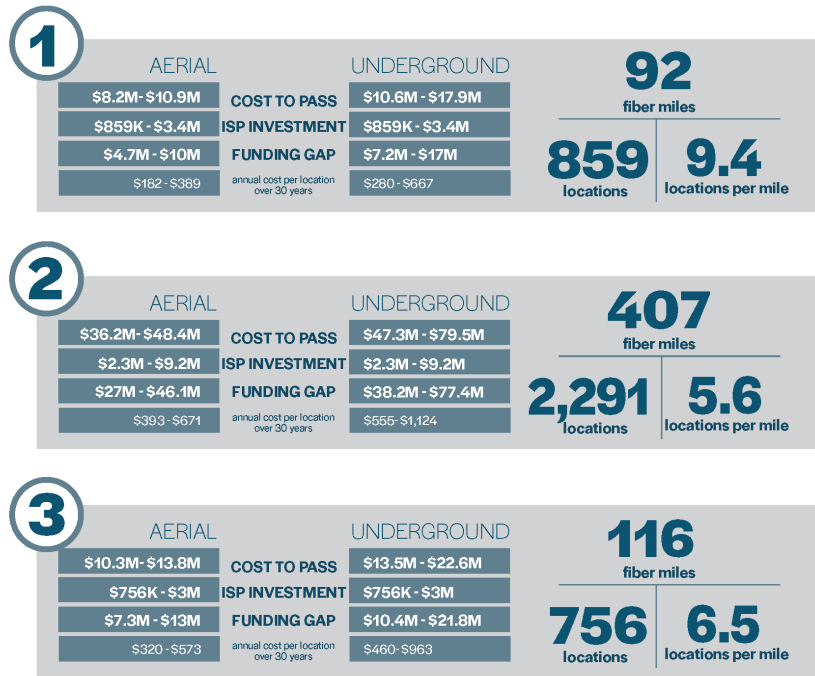 1
AERIAL UNDERGROUND
$8.2M- $10.9M COST TO PASS $10.6M - $17.9M
$859K - $3.4M ISP INVESTMENT $859K - $3.4M
$4.7M - $10M FUNDING GAP $7.2M - $17M
$182 - $389 annual cost per location $280 - $667
over 30 years
92
fiber miles
859 9.4
locations locations per mile
2
AERIAL UNDERGROUND
$36.2M- $48.4M COST TO PASS $47.3M - $79.5M
$2.3M - $9.2M ISP INVESTMENT $2.3M - $9.2M
$27M - $46.1M FUNDING GAP $38.2M - $77.4M
$393 -$671 annual cost per location $555- $1,124
over 30 years
407
fiber miles
2,291 5.6
locations locations per mile
3
AERIAL UNDERGROUND
$10.3M- $13.8M COST TO PASS $13.5M - $22.6M
$756K - $3M ISP INVESTMENT $756K - $3M
$7.3M - $13M FUNDING GAP $10.4M - $21.8M
$320 - $573 annual cost per location $460- $963
over 30 years
116
fiber miles
756 6.5
locations locations per mile